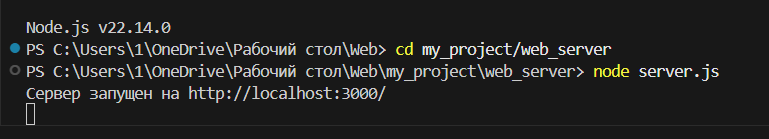 Node.js v22.14.0
PS C:\Users\1\OneDrive\Рабочий стол\Web> cd my_project/web_server
PS C:\Users\1\OneDrive\Рабочий стол\Web\my_project\web_server> node server.js
Сервер запущен на http://localhost:3000/